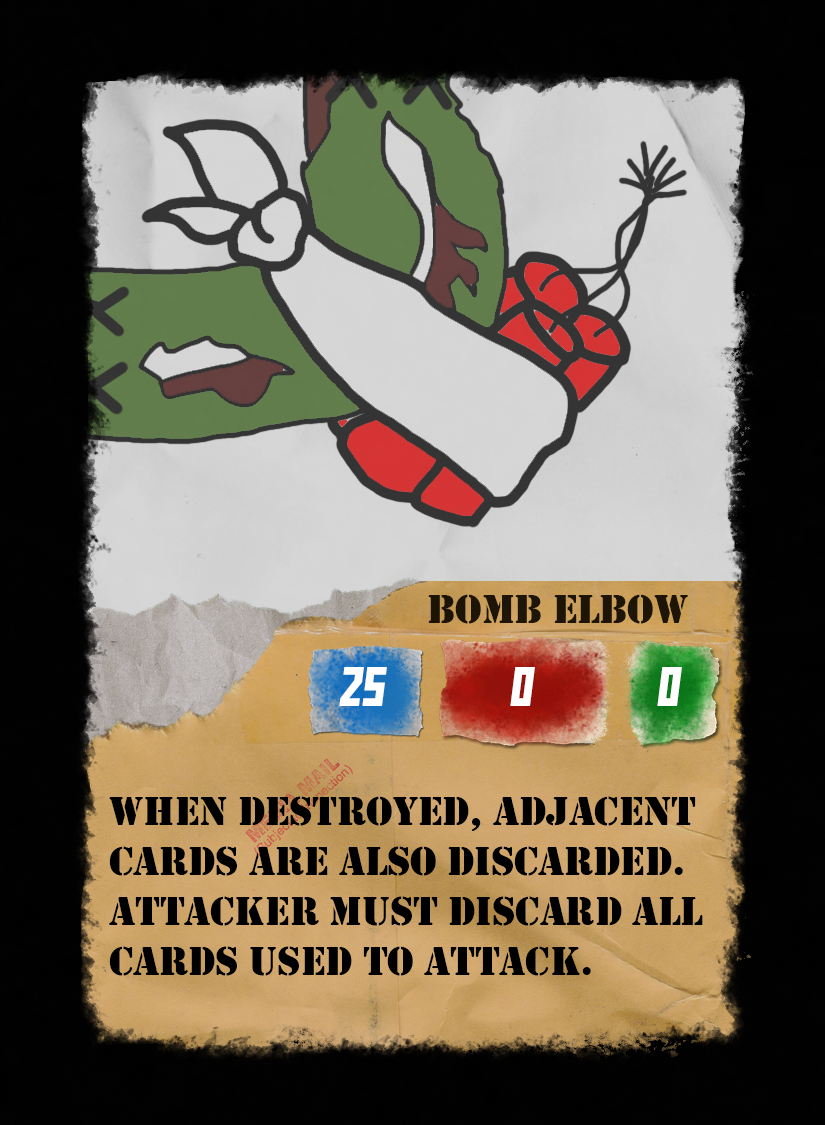 BOMB ELBOW
25 0 0
WHEN DESTROYED, ADJACENT
CARDS ARE ALSO DISCARDED.
ATTACKER MUST DISCARD ALL
CARDS USED TO ATTACK.
MAIL